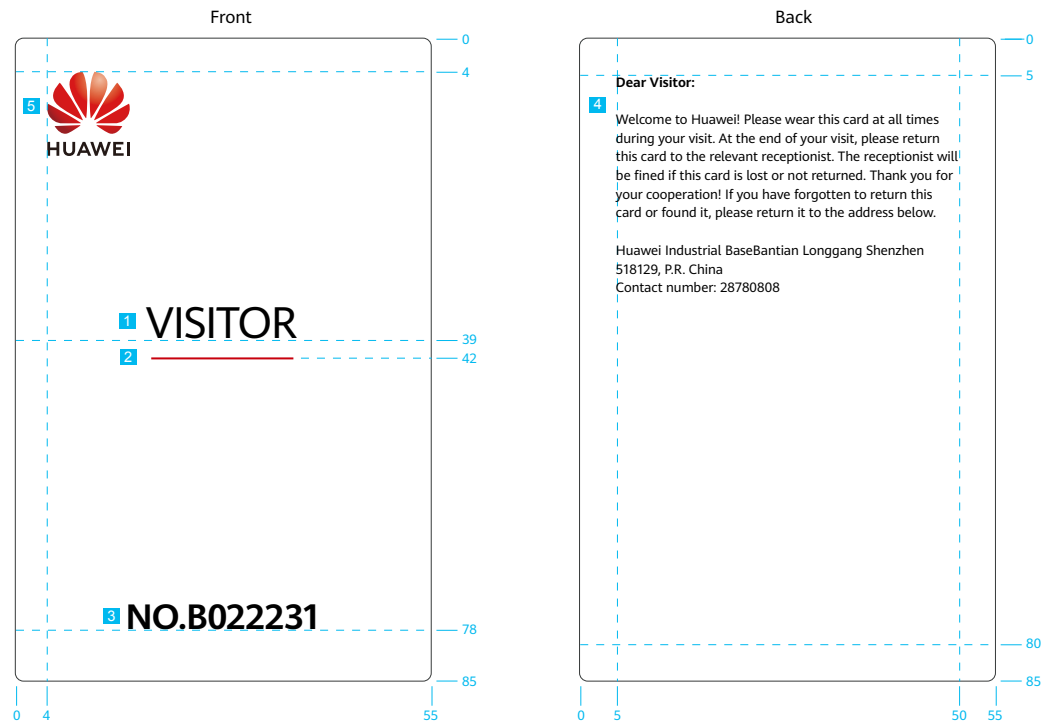 Front
0
4
5
HUAWEI
1
VISITOR
39
2
42
3
NO.B022231
78
85
0
4
55
Back
0
5
Dear Visitor:
4
Welcome to Huawei! Please wear this card at all times
during your visit. At the end of your visit, please return
this card to the relevant receptionist. The receptionist will
be fined if this card is lost or not returned. Thank you for
your cooperation! If you have forgotten to return this
card or found it, please return it to the address below.
Huawei Industrial BaseBantian Longgang Shenzhen
518129, P.R. China
Contact number: 28780808
80
85
0
5
50
55